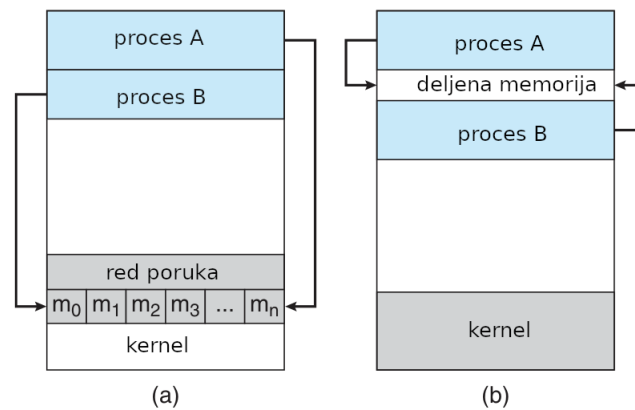 proces A
proces B
red poruka
m0 m1 m2 m3 ... mn
kernel
(a)
proces A
deljena memorija
proces B
kernel
(b)